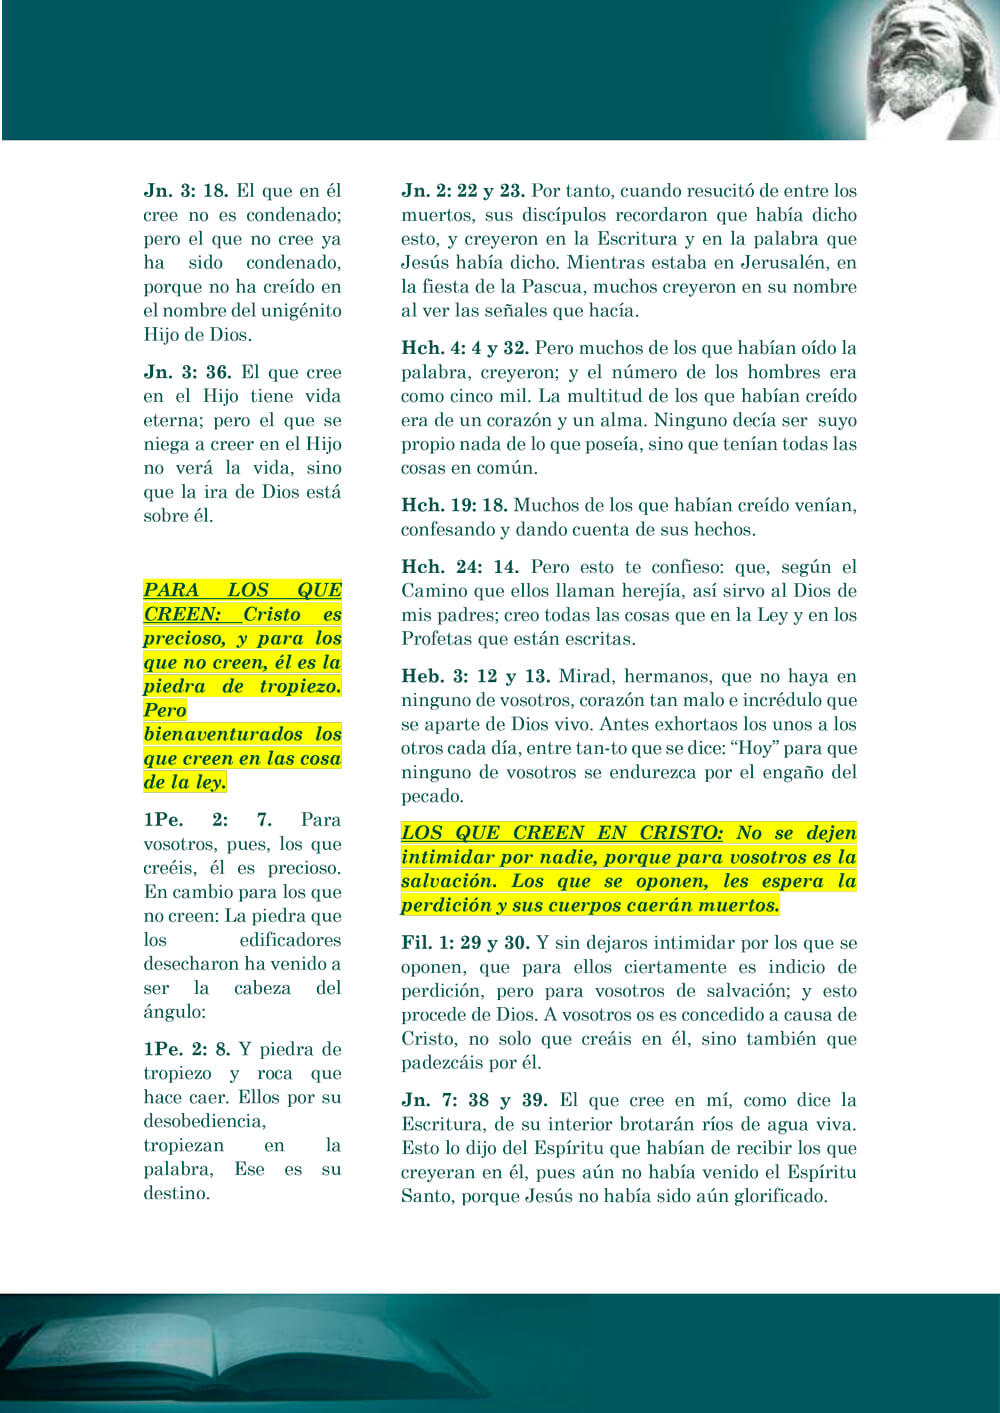 Jn. 3: 18. El que en él
cree no es condenado;
pero el que no cree ya
ha sido condenado,
porque no ha creído en
el nombre del unigénito
Hijo de Dios.
Jn. 3: 36. El que cree
en el Hijo tiene vida
eterna; pero el que se
niega a creer en el Hijo
no verá la vida, sino
que la ira de Dios está
sobre él.
PARA LOS QUE
CREEN: Cristo es
precioso, y para los
que no creen, él es la
piedra de tropiezo.
Pero
bienaventurados los
que creen en las cosa
de la ley.
1Pe. 2: 7. Para
vosotros, pues, los que
creéis, él es precioso.
En cambio para los que
no creen: La piedra que
los edificadores
desecharon ha venido a
ser la cabeza del
ángulo:
1Pe. 2: 8. Y piedra de
tropiezo y roca que
hace caer. Ellos por su
desobediencia,
tropiezan en la
palabra, Ese es su
destino.
Jn. 2: 22 y 23. Por tanto, cuando resucitó de entre los
muertos, sus discípulos recordaron que había dicho
esto, y creyeron en la Escritura y en la palabra que
Jesús había dicho. Mientras estaba en Jerusalén, en
la fiesta de la Pascua, muchos creyeron en su nombre
al ver las señales que hacía.
Hch. 4: 4 y 32. Pero muchos de los que habían oído la
palabra, creyeron; y el número de los hombres era
como cinco mil. La multitud de los que habían creído
era de un corazón y un alma. Ninguno decía ser suyo
propio nada de lo que poseía, sino que tenían todas las
cosas en común.
Hch. 19: 18. Muchos de los que habían creído venían,
confesando y dando cuenta de sus hechos.
Hch. 24: 14. Pero esto te confieso: que, según el
Camino que ellos llaman herejía, así sirvo al Dios de
mis padres; creo todas las cosas que en la Ley y en los
Profetas que están escritas.
Heb. 3: 12 y 13. Mirad, hermanos, que no haya en
ninguno de vosotros, corazón tan malo e incrédulo que
se aparte de Dios vivo. Antes exhortaos los unos a los
otros cada día, entre tan-to que se dice: “Hoy” para que
ninguno de vosotros se endurezca por el engaño del
pecado.
LOS QUE CREEN EN CRISTO: No se dejen
intimidar por nadie, porque para vosotros es la
salvación. Los que se oponen, les espera la
perdición y sus cuerpos caerán muertos.
Fil. 1: 29 y 30. Y sin dejaros intimidar por los que se
oponen, que para ellos ciertamente es indicio de
perdición, pero para vosotros de salvación; y esto
procede de Dios. A vosotros os es concedido a causa de
Cristo, no solo que creáis en él, sino también que
padezcáis por él.
Jn. 7: 38 y 39. El que cree en mí, como dice la
Escritura, de su interior brotarán ríos de agua viva.
Esto lo dijo del Espíritu que habían de recibir los que
creyeran en él, pues aún no había venido el Espíritu
Santo, porque Jesús no había sido aún glorificado.